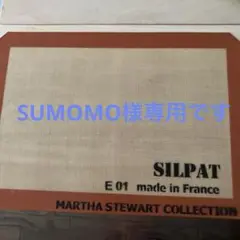 SUMOMO様専用です
SILPAT
E 01 made in France
MARTHA STEWART COLLECTION